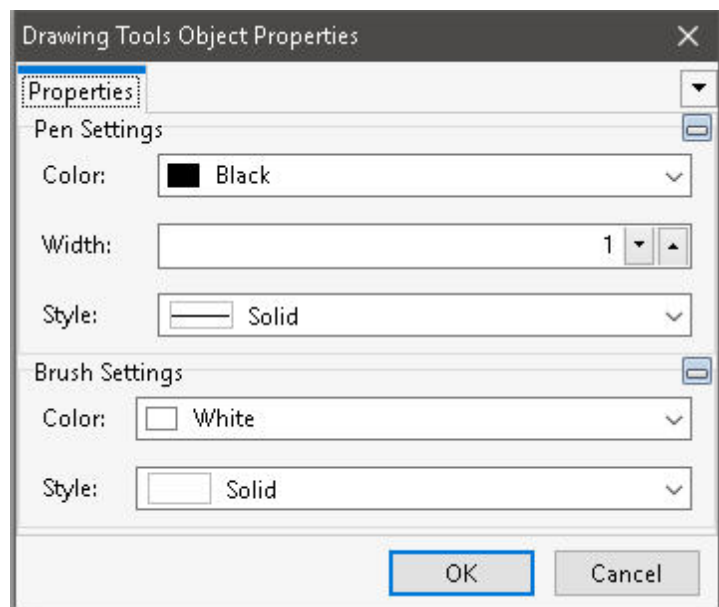 Drawing Tools Object Properties
Properties
Pen Settings
Color: Black
Width: 1
Style: Solid
Brush Settings
Color: White
Style: Solid
OK Cancel